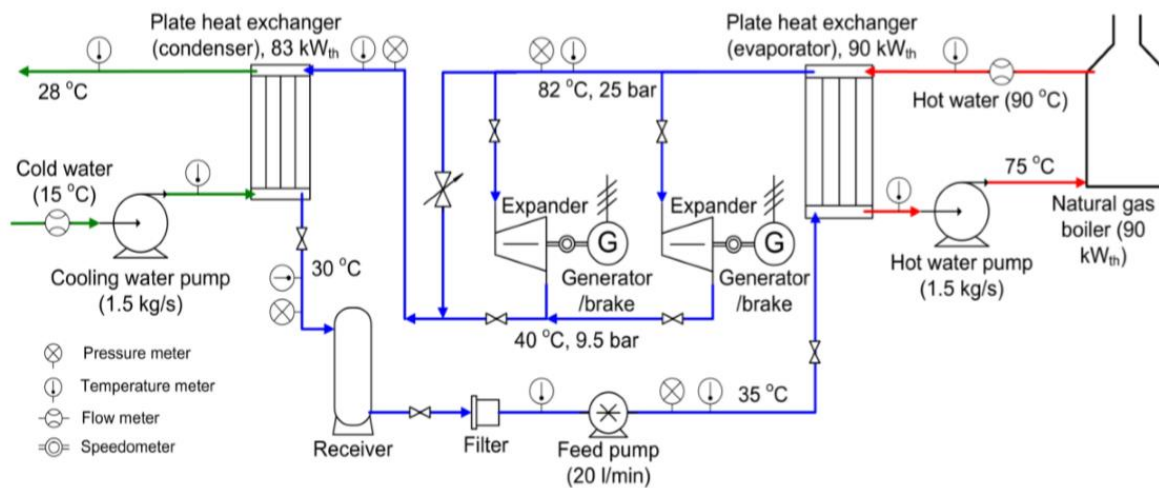 Plate heat exchanger
(condenser), 83 kWth
Plate heat exchanger
(evaporator), 90 kWth
28 °C
82 °C, 25 bar
Hot water (90 °C)
Cold water
(15 °C)
75 °C
Expander
Expander
Natural gas
boiler (90
kWth)
G
G
Cooling water pump
(1.5 kg/s)
30 °C
Generator
/brake
Generator
/brake
Hot water pump
(1.5 kg/s)
40 °C, 9.5 bar
Pressure meter
Temperature meter
Flow meter
Speedometer
35 °C
Receiver
Filter
Feed pump
(20 l/min)